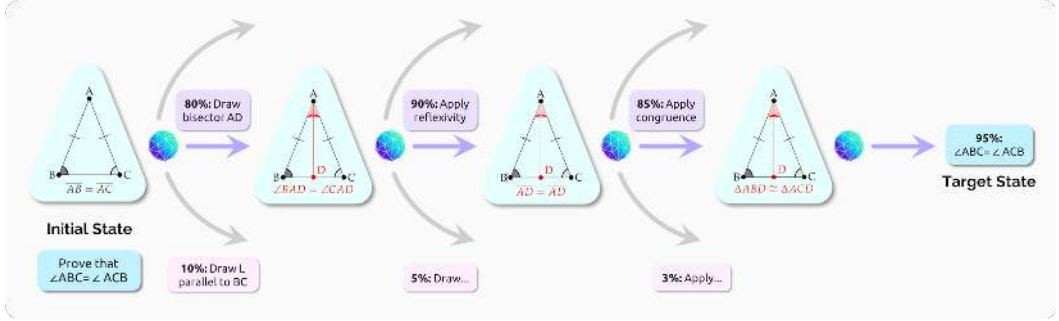 A
B
C
AB = AC
Initial State
Prove that
∠ABC= ∠ ACB
80%: Draw
bisector AD
10%: Draw L
parallel to BC
A
B
D
C
∠BAD = ∠CAD
90%: Apply
reflexivity
5%: Draw...
A
B
D
C
AD = AD
85%: Apply
congruence
3%: Apply...
A
B
D
C
ΔABD ≅ ΔACD
95%:
∠ABC= ∠ ACB
Target State